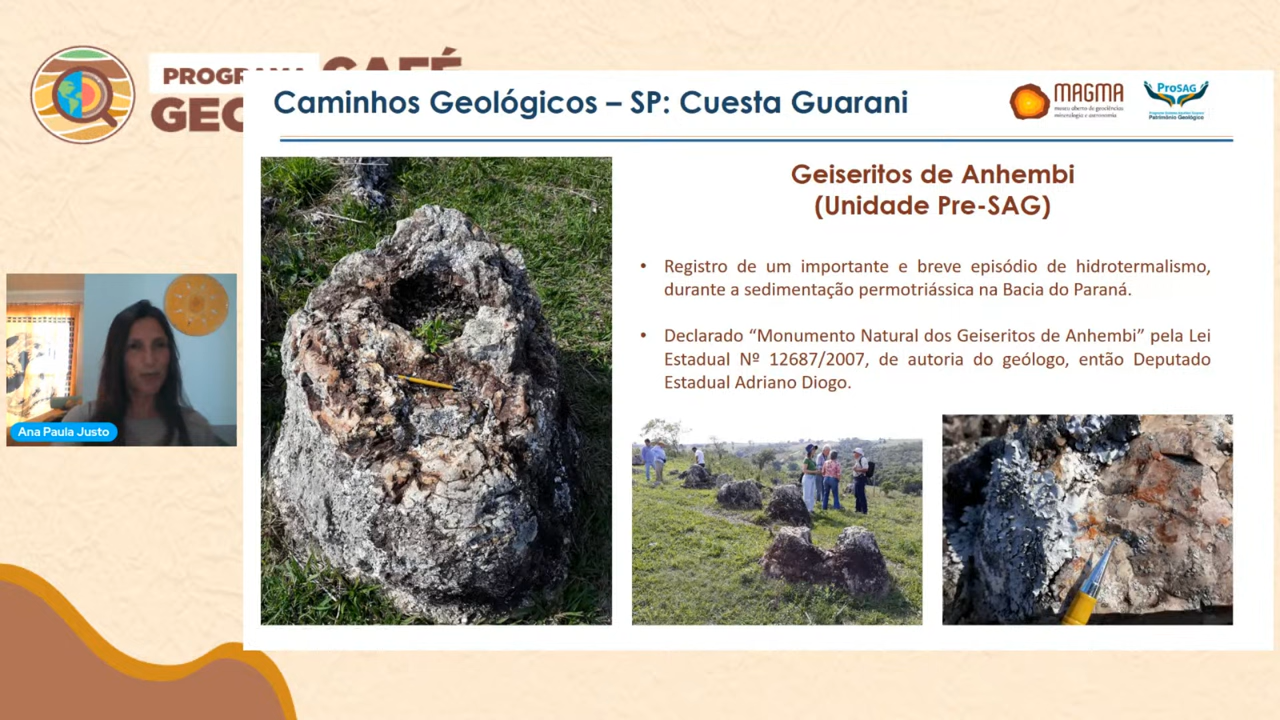 PROGRAMA CAFÉ
GEO
Caminhos Geológicos – SP: Cuesta Guarani
MAGMA
museu aberto de geociências
mineralogia e astronomia
ProSAG
Patrimônio Geológico
Geiseritos de Anhembi
(Unidade Pre-SAG)
• Registro de um importante e breve episódio de hidrotermalismo,
durante a sedimentação permotriássica na Bacia do Paraná.
• Declarado “Monumento Natural dos Geiseritos de Anhembi” pela Lei
Estadual Nº 12687/2007, de autoria do geólogo, então Deputado
Estadual Adriano Diogo.
Ana Paula Justo